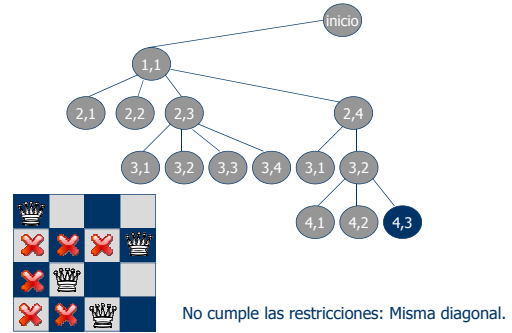 inicio
1,1
2,1 2,2 2,3 2,4
3,1 3,2 3,3 3,4 3,1 3,2
4,1 4,2 4,3
No cumple las restricciones: Misma diagonal.